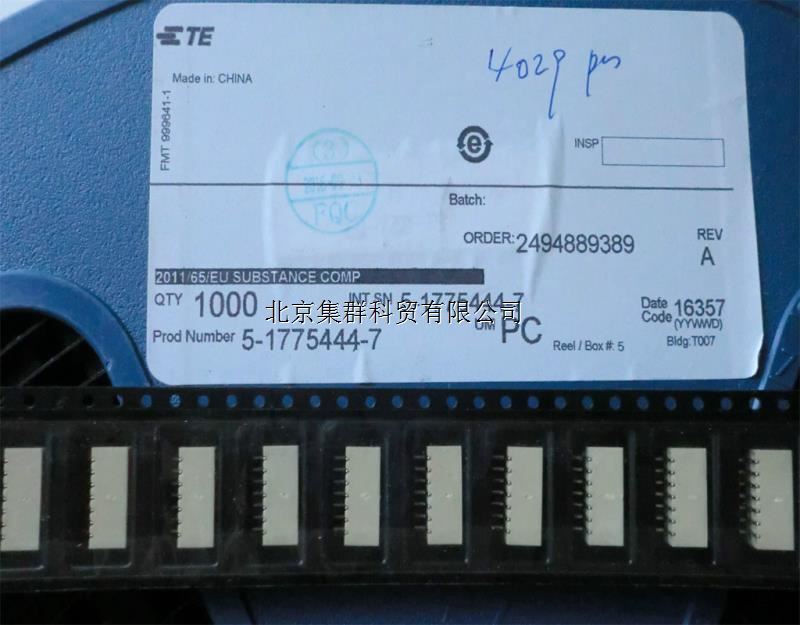 TE
4029 pcs
Made in: CHINA
FMT 999641-1
(3)
FQC
e
INSP
Batch:
ORDER: 2494889389
REV
A
2011/65/EU SUBSTANCE COMP
QTY 1000
INT SN 5-1775444-7
北京集群科贸有限公司
Date Code 16357
(YYWWD)
Prod Number 5-1775444-7
UM PC
Reel / Box #: 5
Bldg:T007